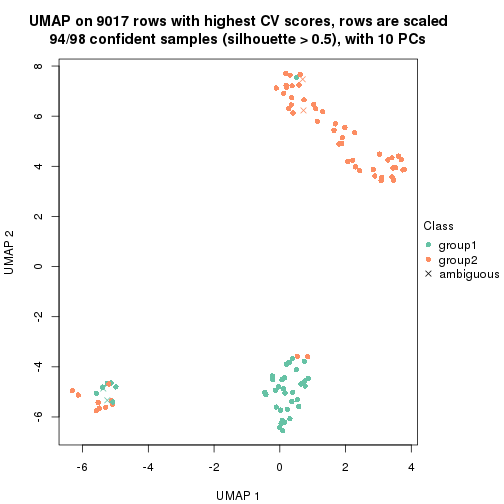 UMAP on 9017 rows with highest CV scores, rows are scaled
94/98 confident samples (silhouette > 0.5), with 10 PCs
8
6
4
2
0
-2
-4
-6
UMAP 2
-6
-4
-2
0
2
4
UMAP 1
Class
group1
group2
ambiguous